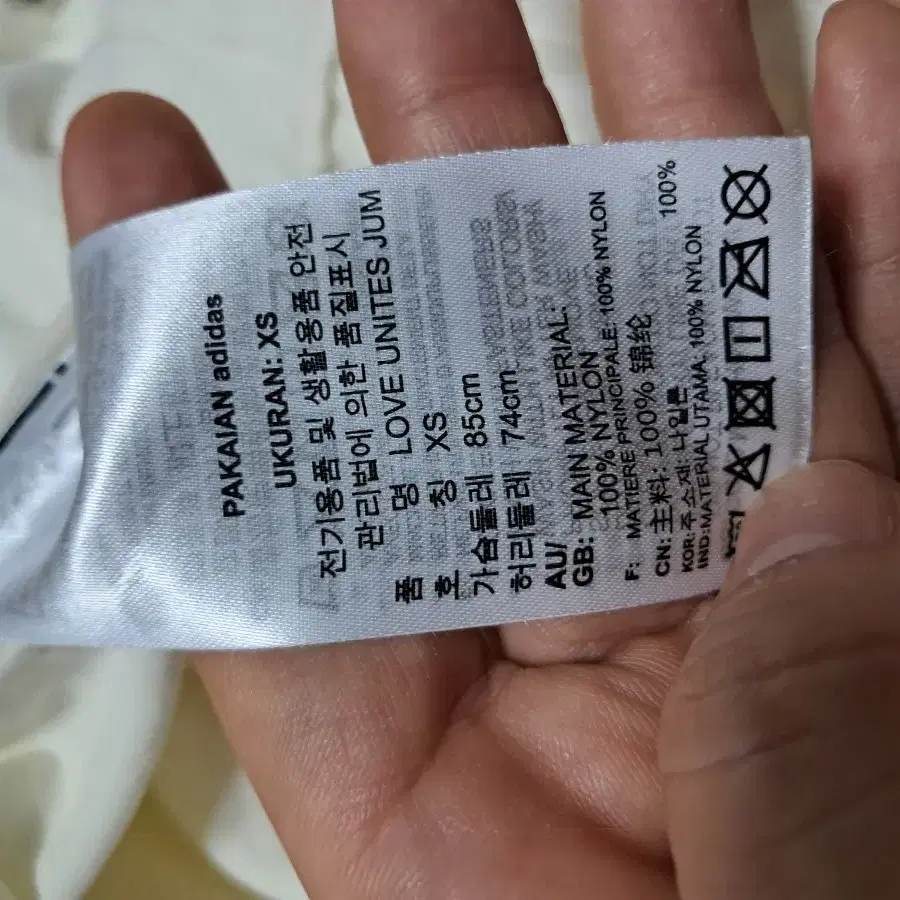 PAKAIAN adidas
UKURAN: XS
전기용품 및 생활용품 안전
관리법에 의한 품질표시
품 명 LOVE UNITES JUM
호 칭 XS
가슴둘레 85cm
허리둘레 74cm
AU/
GB: MAIN MATERIAL:
100% NYLON
F: MATIERE PRINCIPALE: 100% NYLON
CN: 主料: 100% 锦纶
KOR: 주소재: 나일론 100%
IND: MATERIAL UTAMA: 100% NYLON